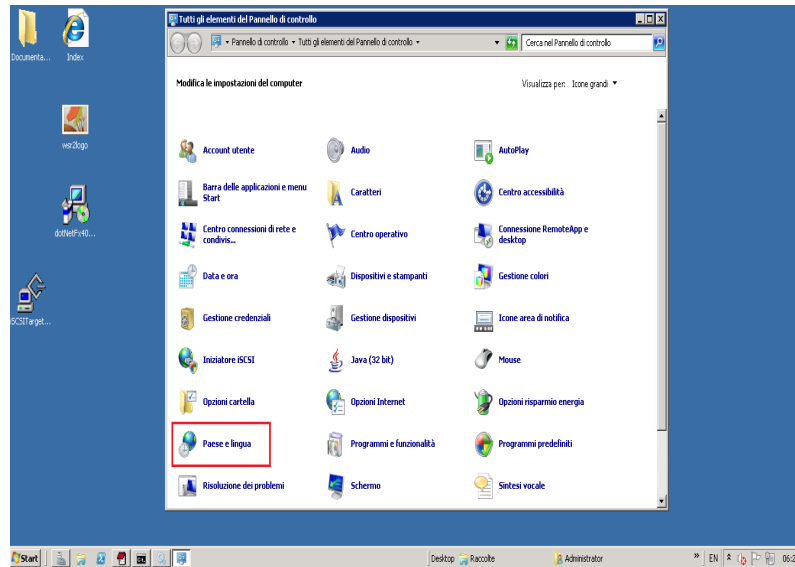 Tutti gli elementi del Pannello di controllo
Pannello di controllo Tutti gli elementi del Pannello di controllo
Cerca nel Pannello di controllo
Documenta...
Index
Modifica le impostazioni del computer
Visualizza per: Icone grandi
wsr2logo
Account utente
Audio
AutoPlay
Barra delle applicazioni e menu
Start
Caratteri
Centro accessibilità
dotNetFx40...
Centro connessioni di rete e
condivis...
Centro operativo
Connessione RemoteApp e
desktop
Data e ora
Dispositivi e stampanti
Gestione colori
iSCSITarget...
Gestione credenziali
Gestione dispositivi
Icone area di notifica
Iniziatore iSCSI
Java (32 bit)
Mouse
Opzioni cartella
Opzioni Internet
Opzioni risparmio energia
Paese e lingua
Programmi e funzionalità
Programmi predefiniti
Risoluzione dei problemi
Schermo
Sintesi vocale
Start
Desktop
Raccolte
Administrator
EN